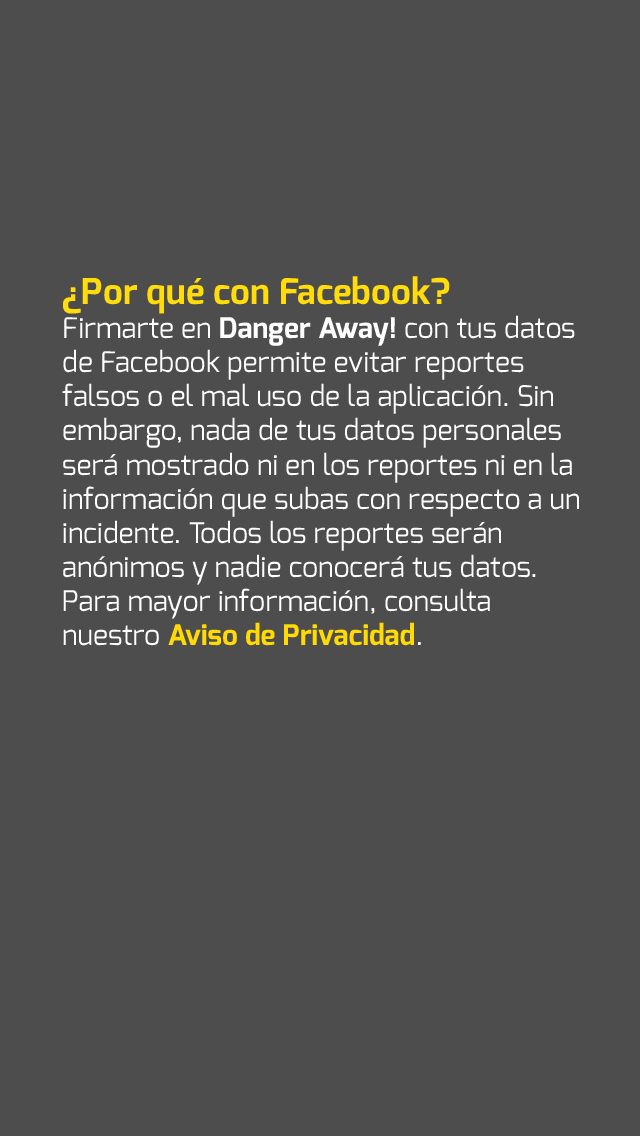 ¿Por qué con Facebook?
Firmarte en Danger Away! con tus datos
de Facebook permite evitar reportes
falsos o el mal uso de la aplicación. Sin
embargo, nada de tus datos personales
será mostrado ni en los reportes ni en la
información que subas con respecto a un
incidente. Todos los reportes serán
anónimos y nadie conocerá tus datos.
Para mayor información, consulta
nuestro Aviso de Privacidad.